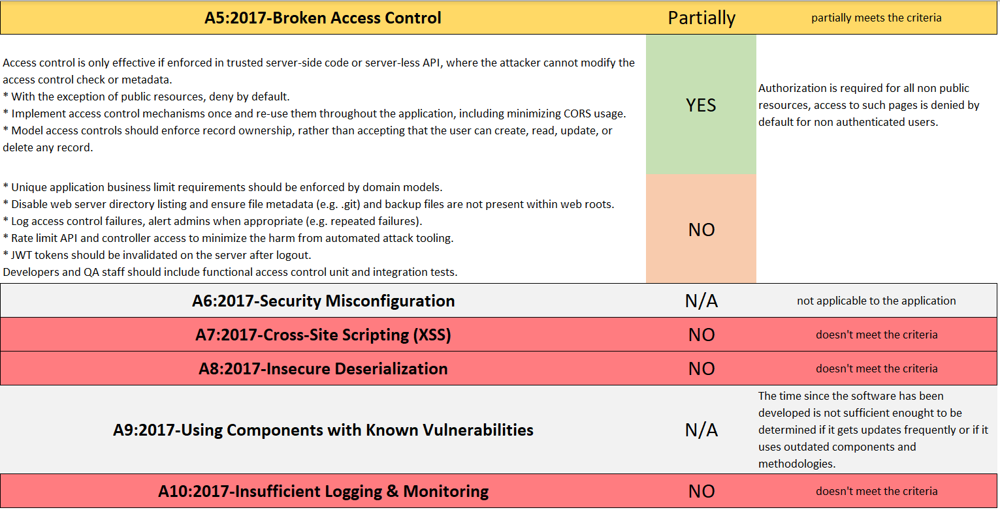 A5:2017-Broken Access Control Partially partially meets the criteria
Access control is only effective if enforced in trusted server-side code or server-less API, where the attacker cannot modify the
access control check or metadata.
* With the exception of public resources, deny by default.
* Implement access control mechanisms once and re-use them throughout the application, including minimizing CORS usage.
* Model access controls should enforce record ownership, rather than accepting that the user can create, read, update, or
delete any record.
YES
Authorization is required for all non public
resources, access to such pages is denied by
default for non authenticated users.
* Unique application business limit requirements should be enforced by domain models.
* Disable web server directory listing and ensure file metadata (e.g. .git) and backup files are not present within web roots.
* Log access control failures, alert admins when appropriate (e.g. repeated failures).
* Rate limit API and controller access to minimize the harm from automated attack tooling.
* JWT tokens should be invalidated on the server after logout.
Developers and QA staff should include functional access control unit and integration tests.
NO
A6:2017-Security Misconfiguration N/A not applicable to the application
A7:2017-Cross-Site Scripting (XSS) NO doesn't meet the criteria
A8:2017-Insecure Deserialization NO doesn't meet the criteria
A9:2017-Using Components with Known Vulnerabilities N/A
The time since the software has been
developed is not sufficient enought to be
determined if it gets updates frequently or if it
uses outdated components and
methodologies.
A10:2017-Insufficient Logging & Monitoring NO doesn't meet the criteria